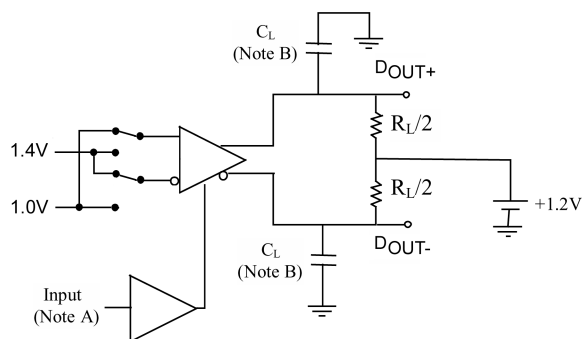 C_L
(Note B)
D_OUT+
R_L/2
1.4V
R_L/2
1.0V
+1.2V
C_L
(Note B)
D_OUT-
Input
(Note A)